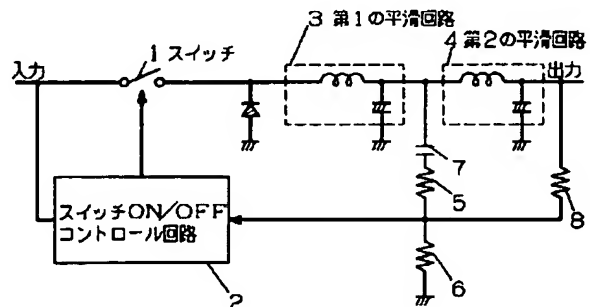 3 第1の平滑回路
4 第2の平滑回路
1 スイッチ
入力
出力
7
5
8
スイッチON/OFF
コントロール回路
6
2